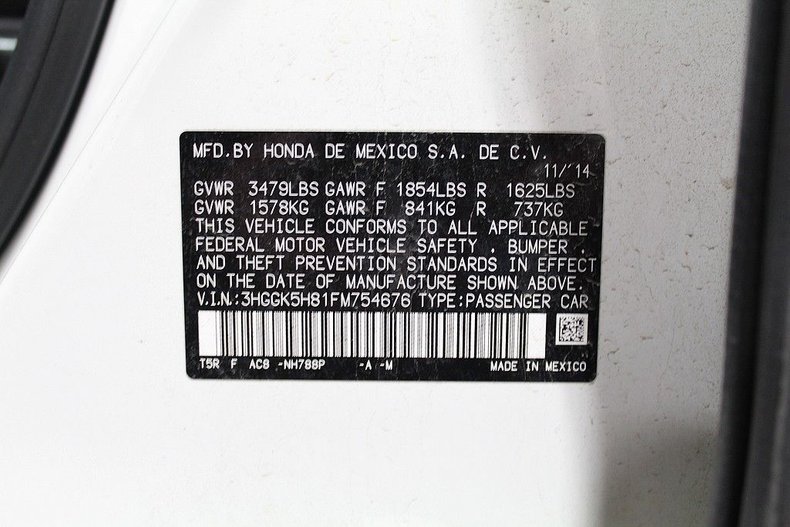 MFD.BY HONDA DE MEXICO S.A. DE C.V.
11/'14
GVWR 3479LBS GAWR F 1854LBS R 1625LBS
GVWR 1578KG GAWR F 841KG R 737KG
THIS VEHICLE CONFORMS TO ALL APPLICABLE
FEDERAL MOTOR VEHICLE SAFETY . BUMPER .
AND THEFT PREVENTION STANDARDS IN EFFECT
ON THE DATE OF MANUFACTURE SHOWN ABOVE.
V.I.N.:3HGGK5H81FM754676 TYPE:PASSENGER CAR
T5R F AC8 -NH788P -A -M MADE IN MEXICO